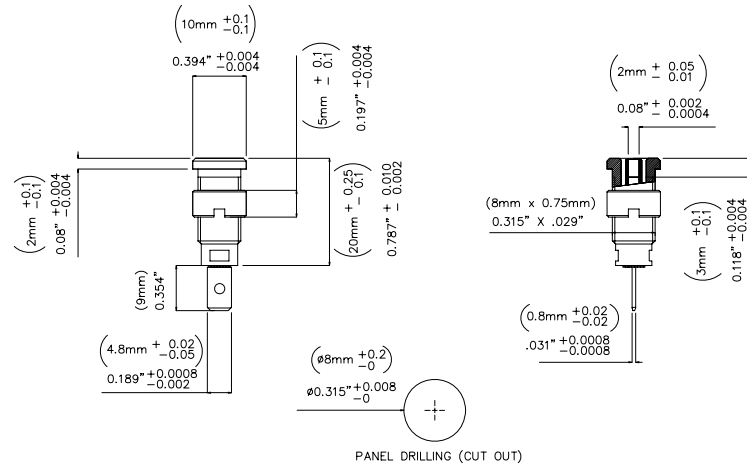 (10mm +0.1 -0.1)
0.394" +0.004 -0.004
(5mm + 0.1 - 0.1)
0.197" +0.004 -0.004
(2mm +0.1 -0.1)
0.08" +0.004 -0.004
(20mm + 0.25 - 0.1)
0.787" + 0.010 - 0.002
(9mm)
0.354"
(4.8mm + 0.02 -0.05)
0.189" +0.0008 -0.002
(ø8mm +0.2 -0)
ø0.315" +0.008 -0
PANEL DRILLING (CUT OUT)
(2mm + 0.05 - 0.01)
0.08" + 0.002 - 0.0004
(8mm x 0.75mm)
0.315" X .029"
(3mm +0.1 -0.1)
0.118" +0.004 -0.004
(0.8mm +0.02 -0.02)
.031" +0.0008 -0.0008